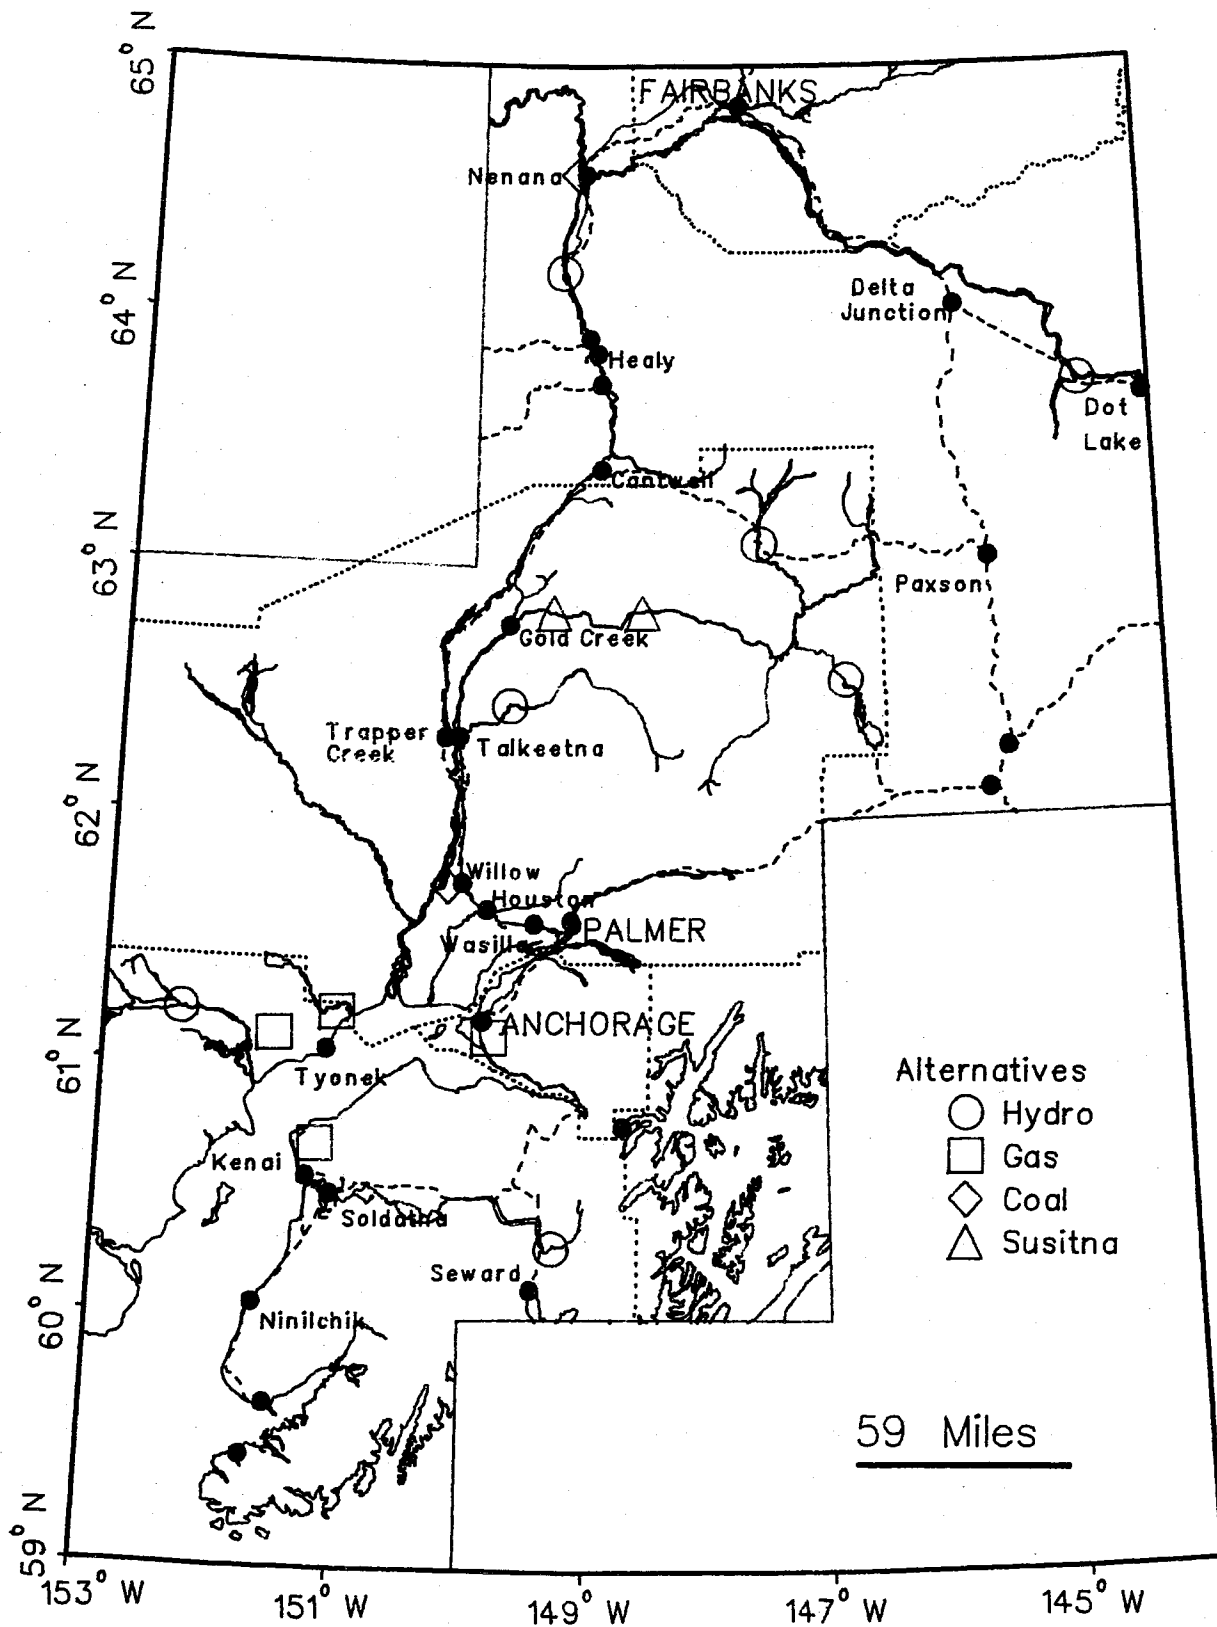 65° N
FAIRBANKS
Nenana
64° N
Delta
Junction
Healy
Dot
Lake
Cantwell
63° N
Paxson
Gold Creek
Trapper
Creek
Talkeetna
62° N
Willow
Houston
PALMER
Wasilla
ANCHORAGE
61° N
Tyonek
Alternatives
Hydro
Gas
Kenai
Coal
Soldotna
Susitna
Seward
60° N
Ninilchik
59 Miles
59° N
153° W
151° W
149° W
147° W
145° W